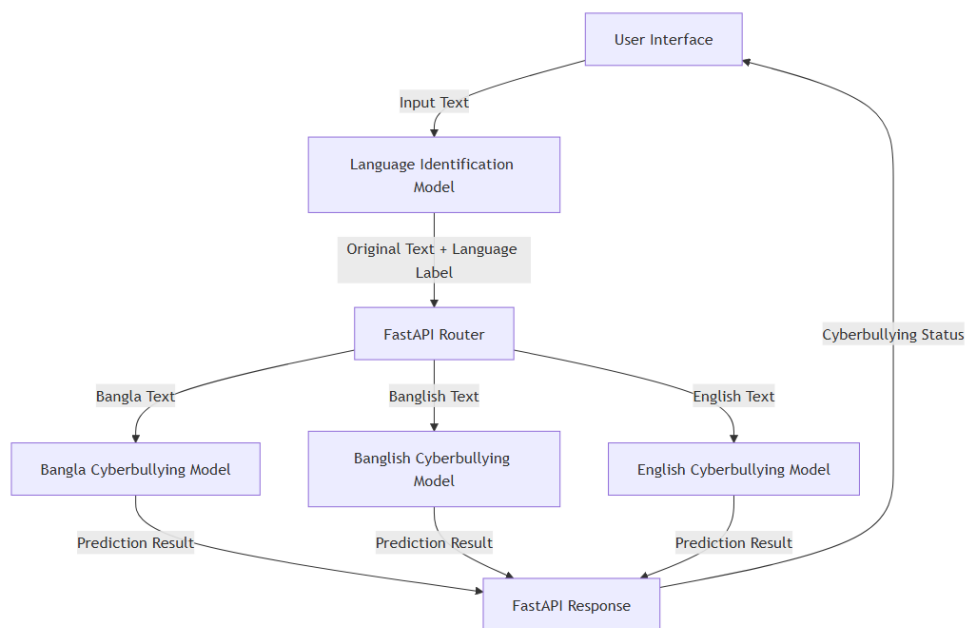 User Interface
Input Text
Language Identification
Model
Original Text + Language
Label
FastAPI Router
Cyberbullying Status
Bangla Text
Banglish Text
English Text
Bangla Cyberbullying Model
Banglish Cyberbullying
Model
English Cyberbullying Model
Prediction Result
Prediction Result
Prediction Result
FastAPI Response